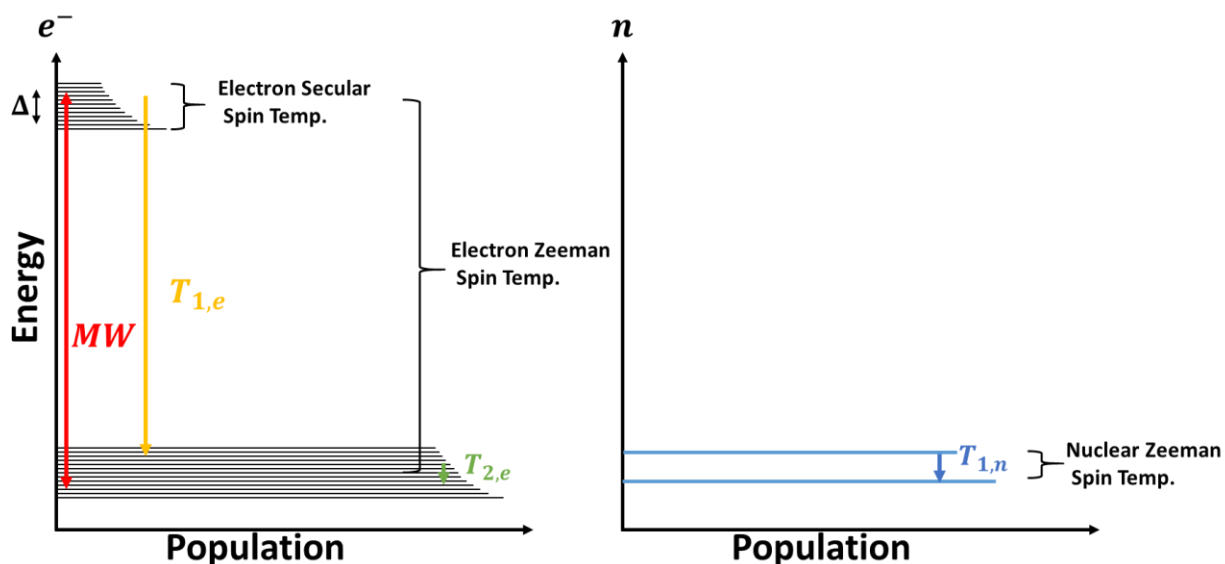 e⁻
n
Electron Secular
Spin Temp.
Δ
Energy
T₁,ₑ
MW
Electron Zeeman
Spin Temp.
T₂,ₑ
T₁,ₙ
Nuclear Zeeman
Spin Temp.
Population
Population